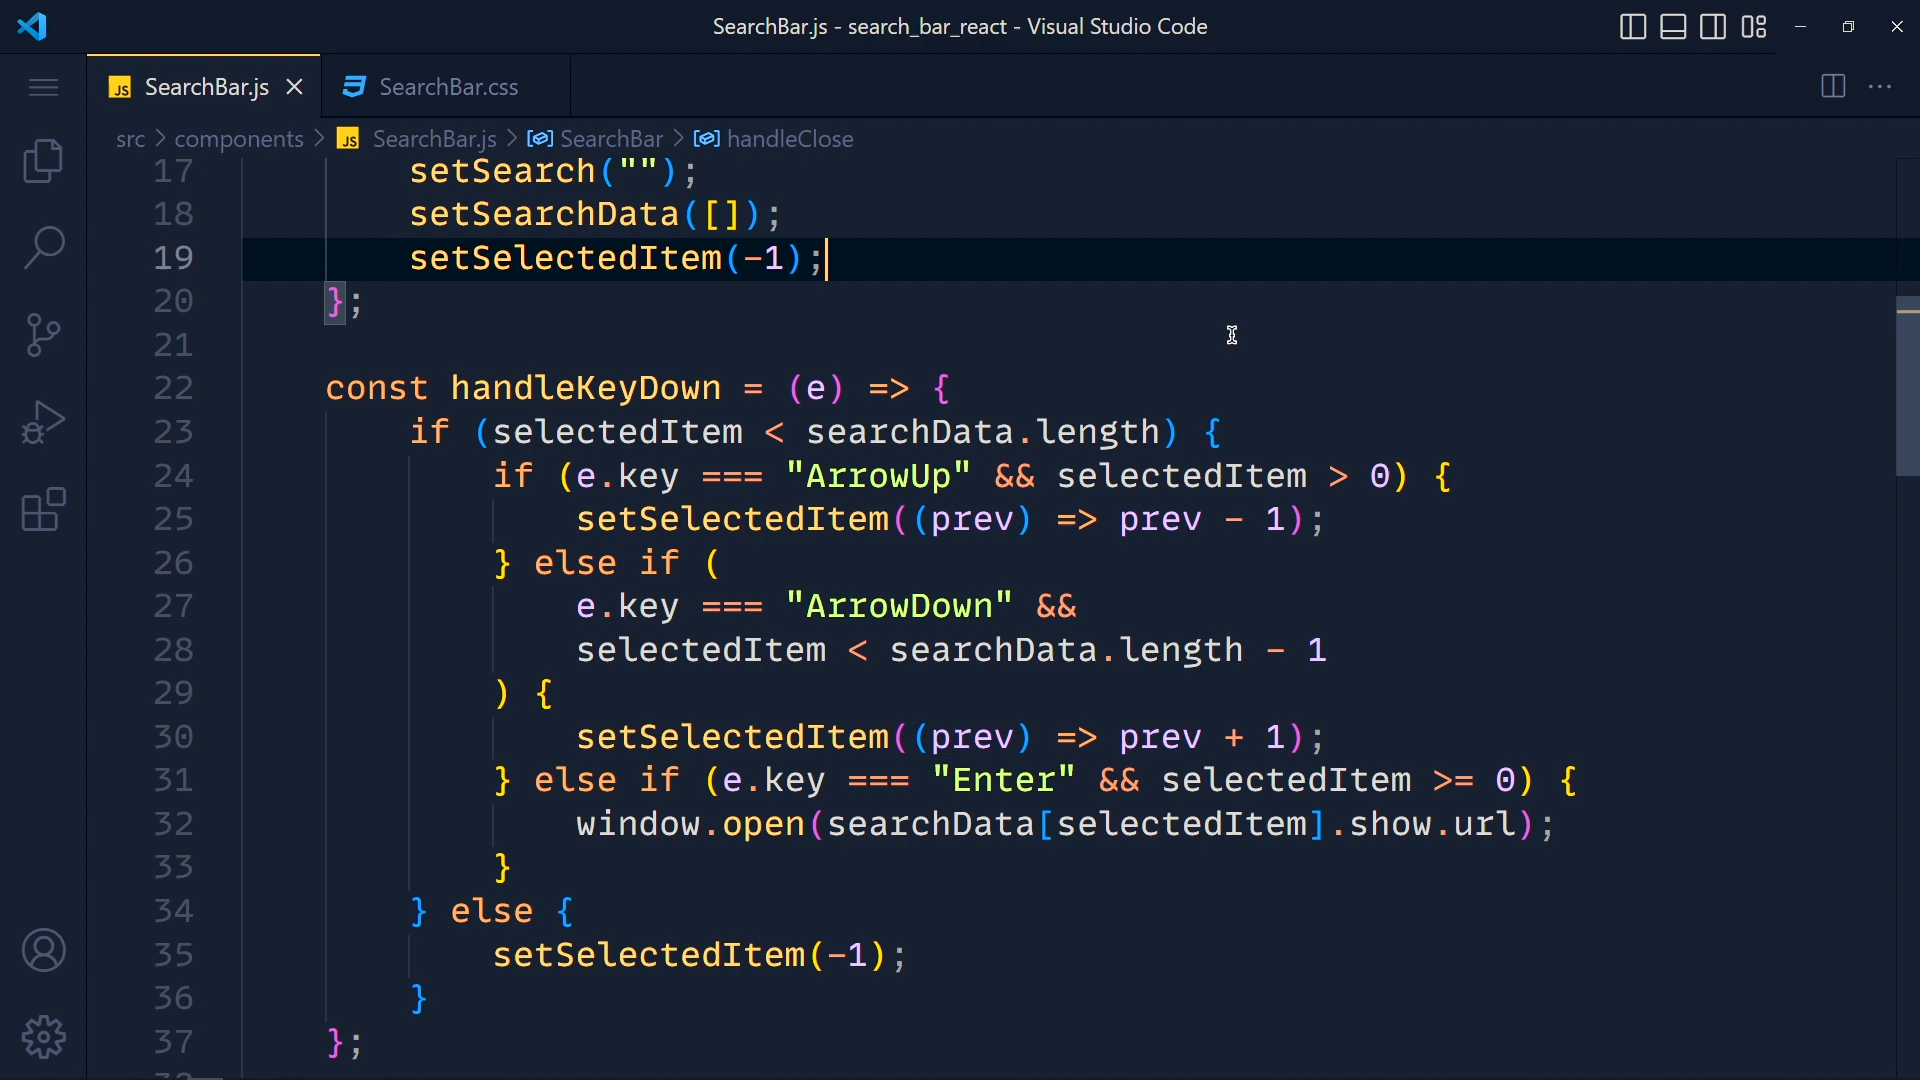 SearchBar.js - search_bar_react - Visual Studio Code
JS SearchBar.js SearchBar.css
src > components > JS SearchBar.js > SearchBar > handleClose
17 setSearch("");
18 setSearchData([]);
19 setSelectedItem(-1);
20 };
21
22 const handleKeyDown = (e) => {
23 if (selectedItem < searchData.length) {
24 if (e.key === "ArrowUp" && selectedItem > 0) {
25 setSelectedItem((prev) => prev - 1);
26 } else if (
27 e.key === "ArrowDown" &&
28 selectedItem < searchData.length - 1
29 ) {
30 setSelectedItem((prev) => prev + 1);
31 } else if (e.key === "Enter" && selectedItem >= 0) {
32 window.open(searchData[selectedItem].show.url);
33 }
34 } else {
35 setSelectedItem(-1);
36 }
37 };